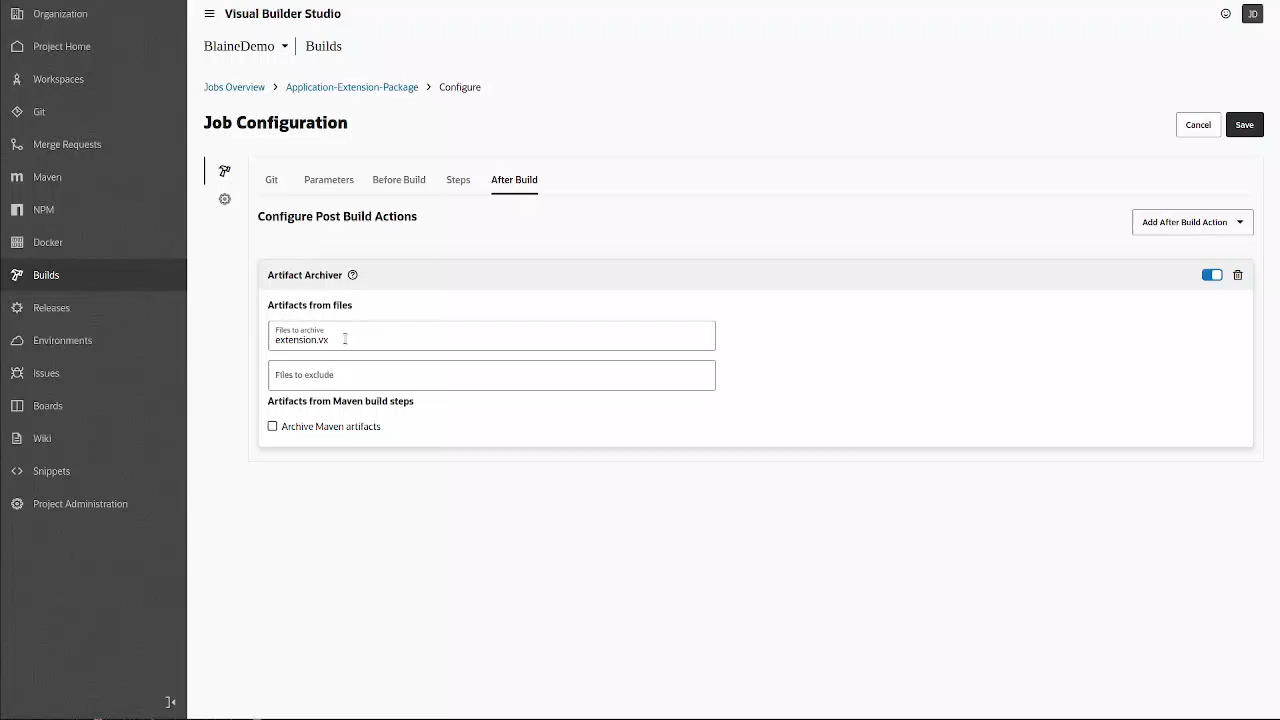 Organization
Project Home
Workspaces
Git
Merge Requests
Maven
NPM
Docker
Builds
Releases
Environments
Issues
Boards
Wiki
Snippets
Project Administration
Visual Builder Studio
JD
BlaineDemo
Builds
Jobs Overview > Application-Extension-Package > Configure
Job Configuration
Cancel
Save
Git
Parameters
Before Build
Steps
After Build
Configure Post Build Actions
Add After Build Action
Artifact Archiver
Artifacts from files
Files to archive
extension.vx
Files to exclude
Artifacts from Maven build steps
Archive Maven artifacts